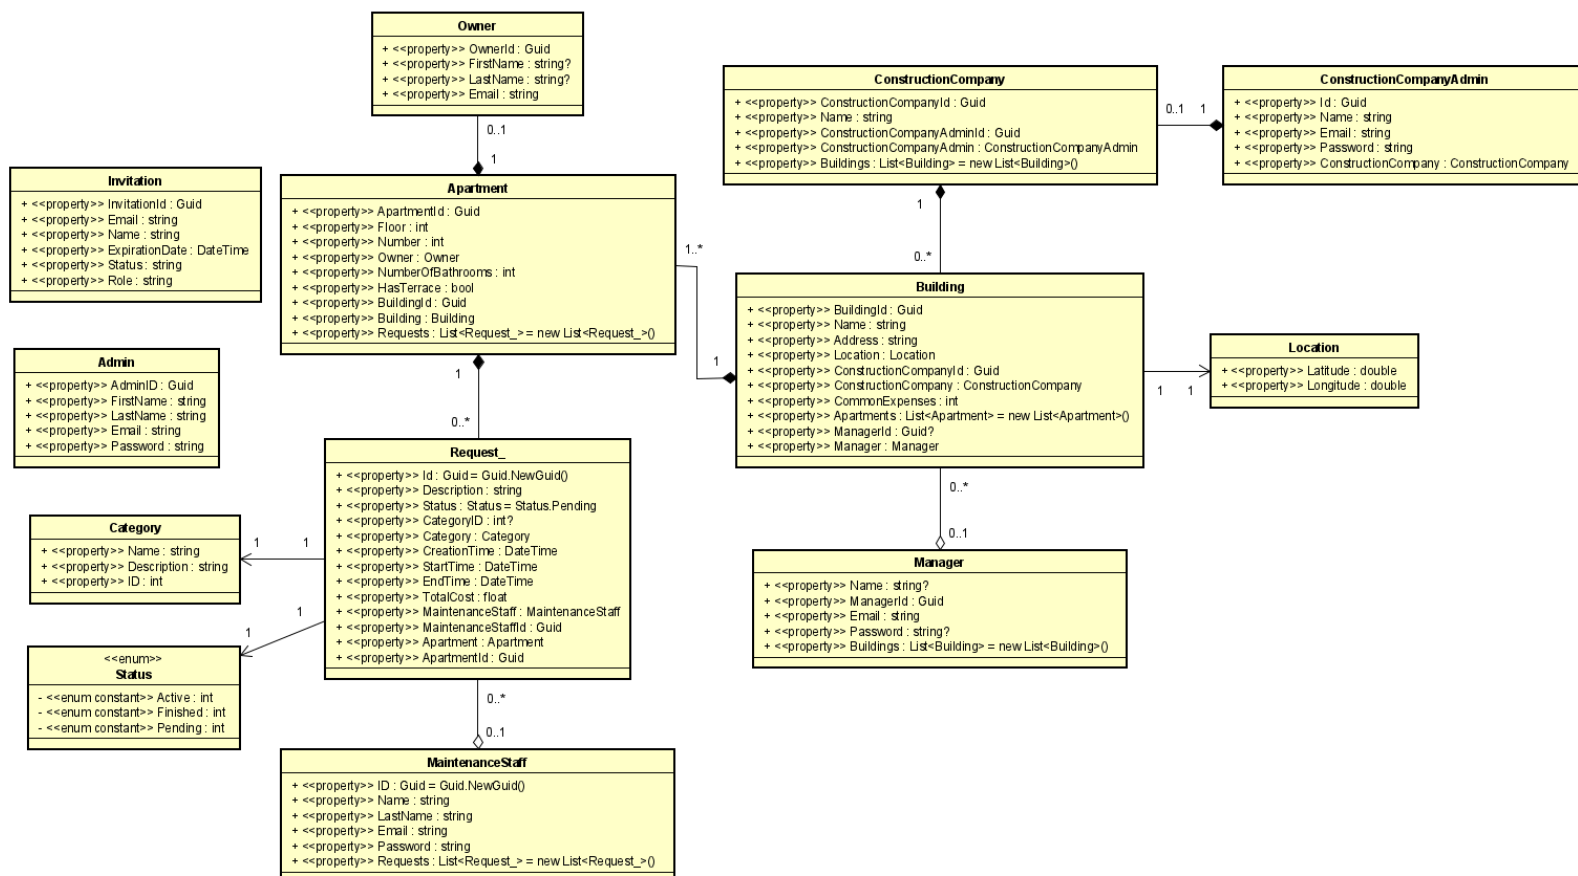 Owner
+ <<property>> OwnerId : Guid
+ <<property>> FirstName : string?
+ <<property>> LastName : string?
+ <<property>> Email : string
0..1
1
ConstructionCompany
+ <<property>> ConstructionCompanyId : Guid
+ <<property>> Name : string
+ <<property>> ConstructionCompanyAdminId : Guid
+ <<property>> ConstructionCompanyAdmin : ConstructionCompanyAdmin
+ <<property>> Buildings : List<Building> = new List<Building>()
0..1
1
ConstructionCompanyAdmin
+ <<property>> Id : Guid
+ <<property>> Name : string
+ <<property>> Email : string
+ <<property>> Password : string
+ <<property>> ConstructionCompany : ConstructionCompany
Invitation
+ <<property>> InvitationId : Guid
+ <<property>> Email : string
+ <<property>> Name : string
+ <<property>> ExpirationDate : DateTime
+ <<property>> Status : string
+ <<property>> Role : string
Apartment
+ <<property>> ApartmentId : Guid
+ <<property>> Floor : int
+ <<property>> Number : int
+ <<property>> Owner : Owner
+ <<property>> NumberOfBathrooms : int
+ <<property>> HasTerrace : bool
+ <<property>> BuildingId : Guid
+ <<property>> Building : Building
+ <<property>> Requests : List<Request_> = new List<Request_>()
1..*
1
1
0..*
Building
+ <<property>> BuildingId : Guid
+ <<property>> Name : string
+ <<property>> Address : string
+ <<property>> Location : Location
+ <<property>> ConstructionCompanyId : Guid
+ <<property>> ConstructionCompany : ConstructionCompany
+ <<property>> CommonExpenses : int
+ <<property>> Apartments : List<Apartment> = new List<Apartment>()
+ <<property>> ManagerId : Guid?
+ <<property>> Manager : Manager
1
1
Location
+ <<property>> Latitude : double
+ <<property>> Longitude : double
Admin
+ <<property>> AdminID : Guid
+ <<property>> FirstName : string
+ <<property>> LastName : string
+ <<property>> Email : string
+ <<property>> Password : string
1
0..*
Request_
+ <<property>> Id : Guid = Guid.NewGuid()
+ <<property>> Description : string
+ <<property>> Status : Status = Status.Pending
+ <<property>> CategoryID : int?
+ <<property>> Category : Category
+ <<property>> CreationTime : DateTime
+ <<property>> StartTime : DateTime
+ <<property>> EndTime : DateTime
+ <<property>> TotalCost : float
+ <<property>> MaintenanceStaff : MaintenanceStaff
+ <<property>> MaintenanceStaffId : Guid
+ <<property>> Apartment : Apartment
+ <<property>> ApartmentId : Guid
0..*
0..1
Manager
+ <<property>> Name : string?
+ <<property>> ManagerId : Guid
+ <<property>> Email : string
+ <<property>> Password : string?
+ <<property>> Buildings : List<Building> = new List<Building>()
Category
+ <<property>> Name : string
+ <<property>> Description : string
+ <<property>> ID : int
1
1
1
1
<<enum>>
Status
- <<enum constant>> Active : int
- <<enum constant>> Finished : int
- <<enum constant>> Pending : int
0..*
0..1
MaintenanceStaff
+ <<property>> ID : Guid = Guid.NewGuid()
+ <<property>> Name : string
+ <<property>> LastName : string
+ <<property>> Email : string
+ <<property>> Password : string
+ <<property>> Requests : List<Request_> = new List<Request_>()